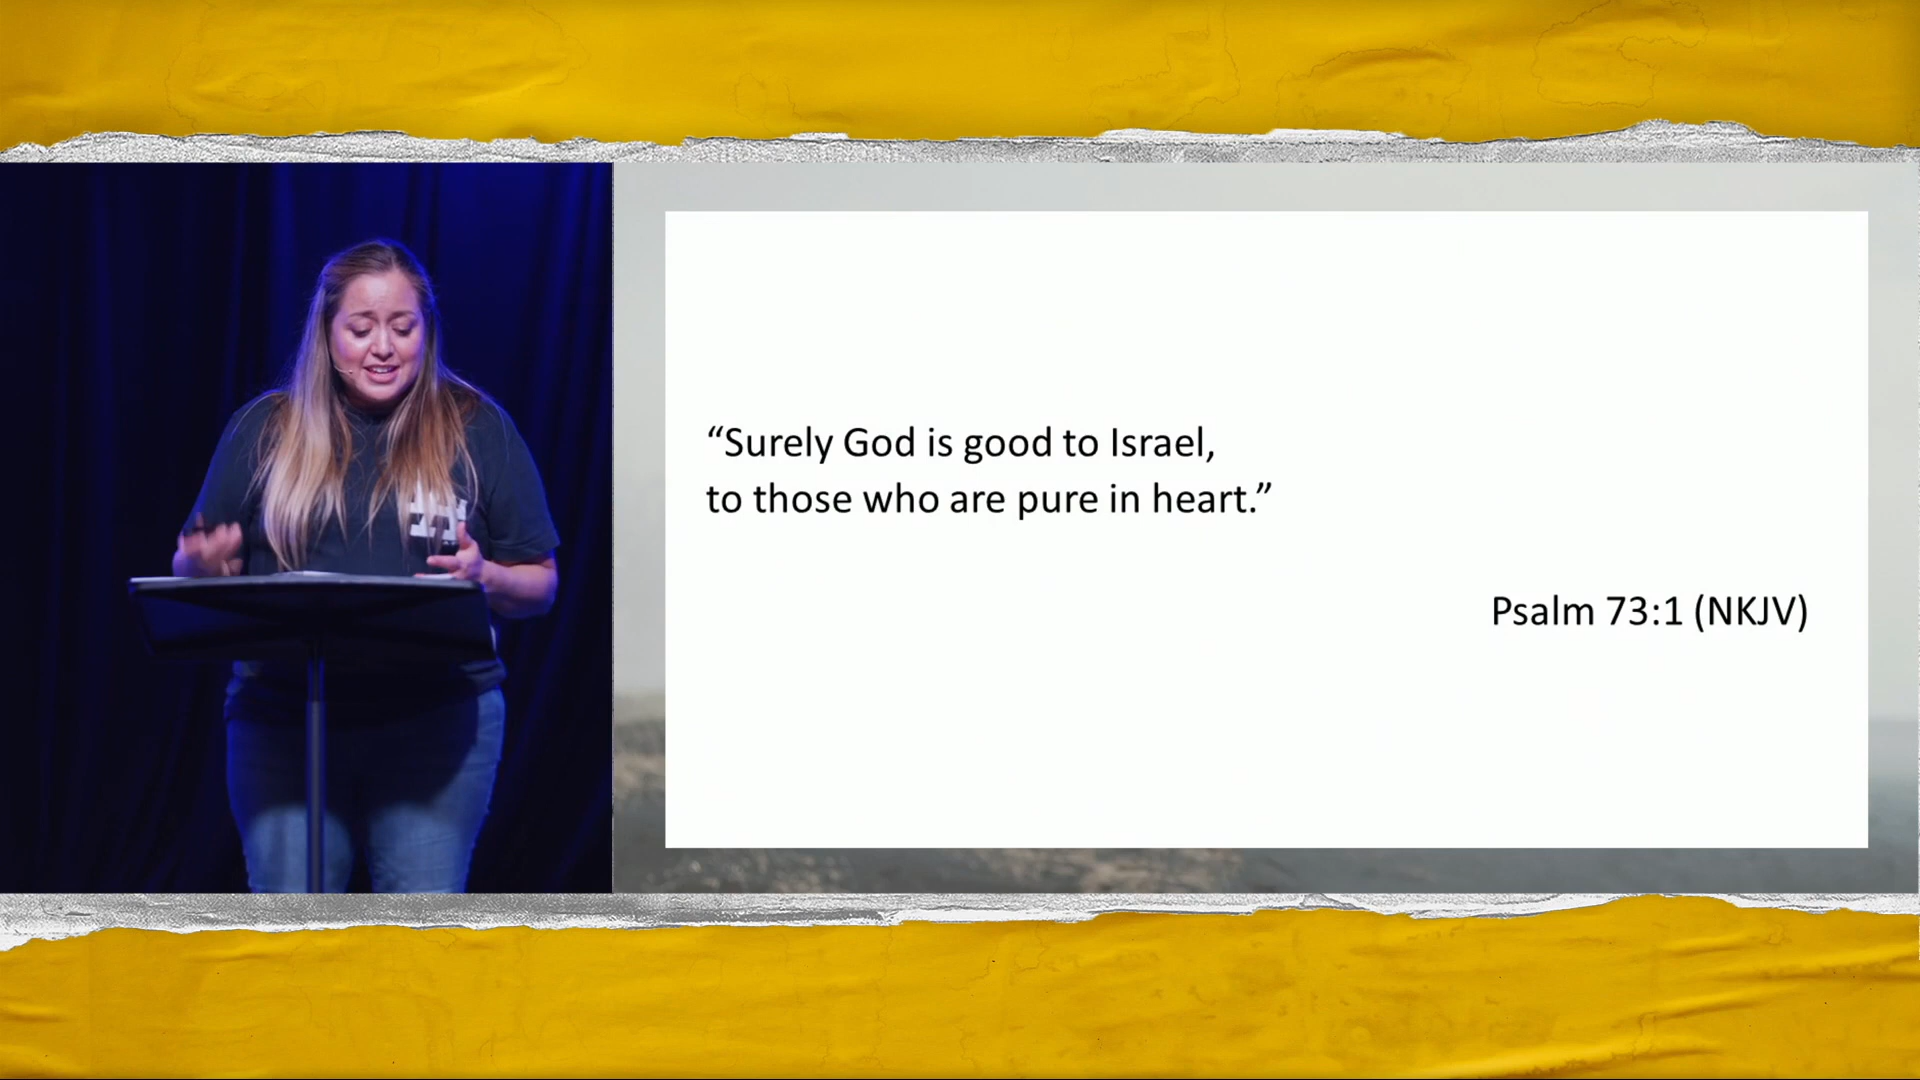 “Surely God is good to Israel,
to those who are pure in heart.”
Psalm 73:1 (NKJV)